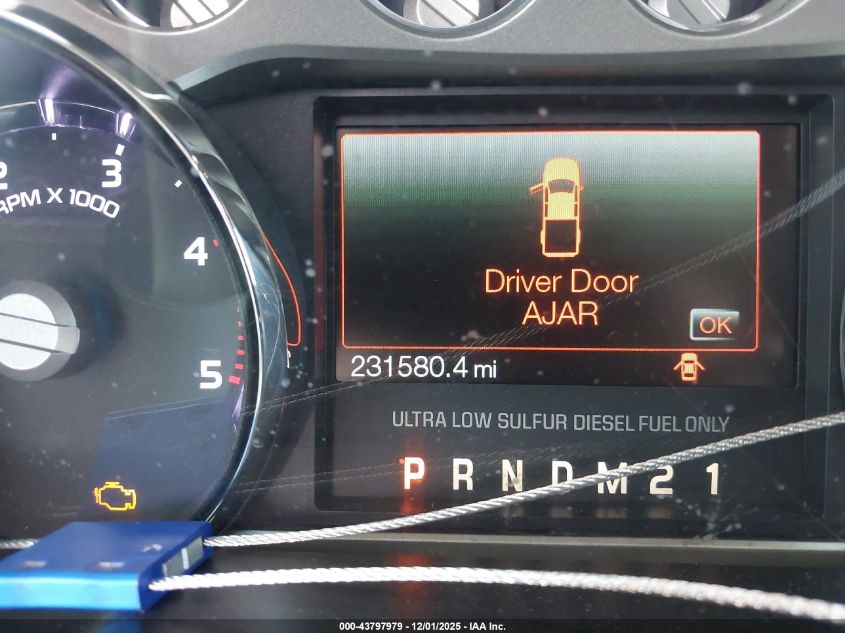 2
3
RPM X 1000
4
5
Driver Door
AJAR
OK
231580.4 mi
ULTRA LOW SULFUR DIESEL FUEL ONLY
P R N D M 2 1
000-43797979 / 12/01/2025 - IAA Inc.